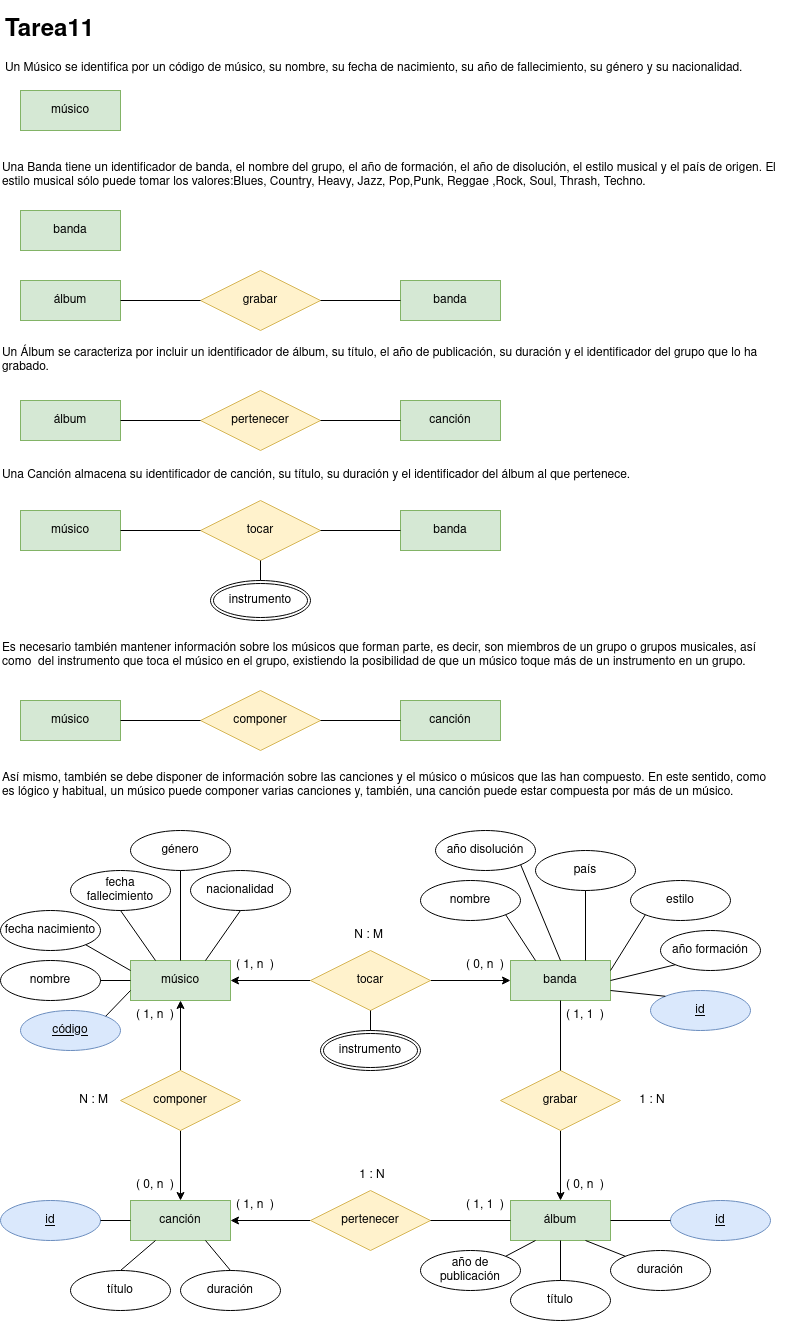 Tarea11
Un Músico se identifica por un código de músico, su nombre, su fecha de nacimiento, su año de fallecimiento, su género y su nacionalidad.
músico
Una Banda tiene un identificador de banda, el nombre del grupo, el año de formación, el año de disolución, el estilo musical y el país de origen. El
estilo musical sólo puede tomar los valores:Blues, Country, Heavy, Jazz, Pop,Punk, Reggae ,Rock, Soul, Thrash, Techno.
banda
álbum grabar banda
Un Álbum se caracteriza por incluir un identificador de álbum, su título, el año de publicación, su duración y el identificador del grupo que lo ha
grabado.
álbum pertenecer canción
Una Canción almacena su identificador de canción, su título, su duración y el identificador del álbum al que pertenece.
músico tocar banda
instrumento
Es necesario también mantener información sobre los músicos que forman parte, es decir, son miembros de un grupo o grupos musicales, así
como  del instrumento que toca el músico en el grupo, existiendo la posibilidad de que un músico toque más de un instrumento en un grupo.
músico componer canción
Así mismo, también se debe disponer de información sobre las canciones y el músico o músicos que las han compuesto. En este sentido, como
es lógico y habitual, un músico puede componer varias canciones y, también, una canción puede estar compuesta por más de un músico.
género año disolución
país
fecha
fallecimiento
nacionalidad nombre estilo
fecha nacimiento N : M año formación
( 1, n ) ( 0, n )
nombre músico tocar banda
código ( 1, n ) ( 1, 1 ) id
instrumento
N : M componer grabar 1 : N
1 : N
( 0, n ) ( 0, n )
( 1, n ) ( 1, 1 )
id canción pertenecer álbum id
año de
publicación
duración
título duración
título